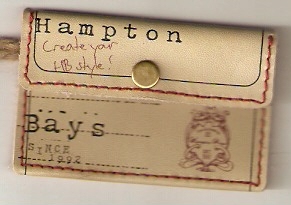 Hampton
Create your
HB style!
Bays
SINCE
1992